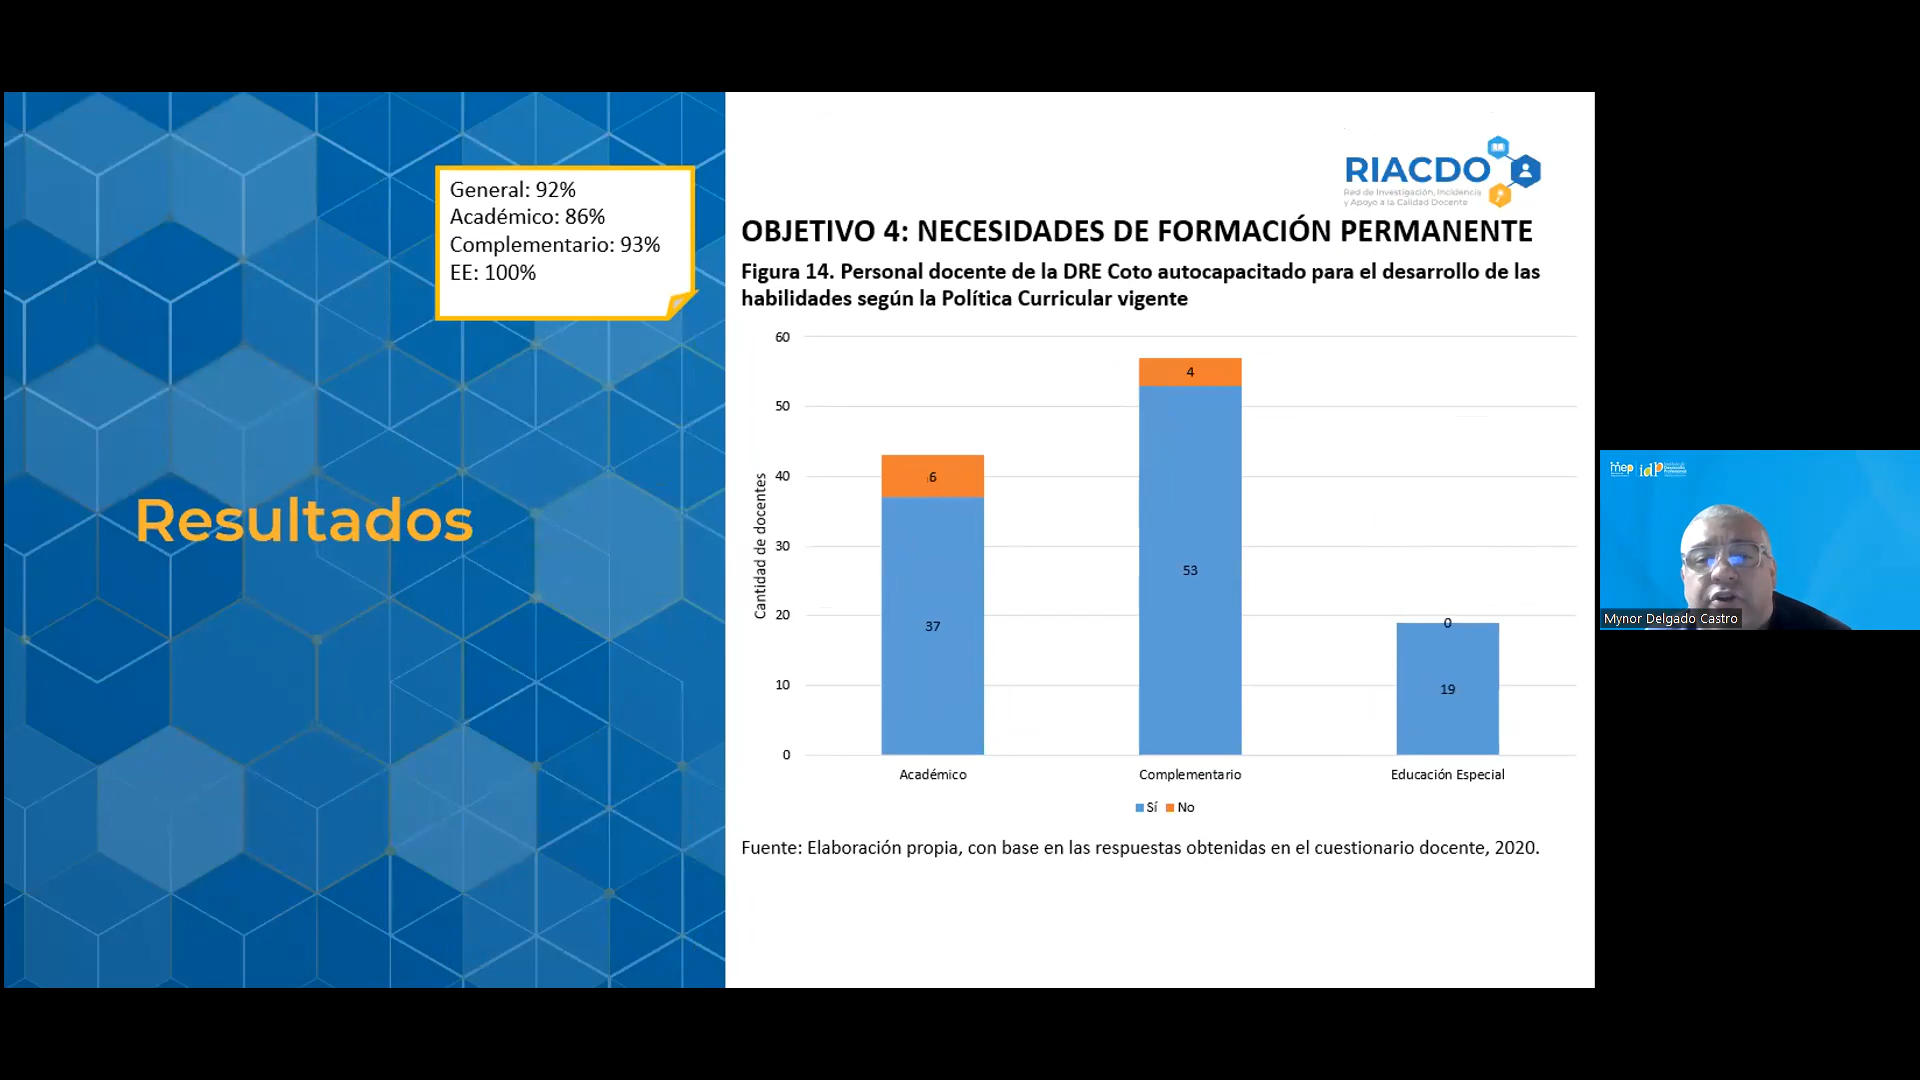 General: 92%
Académico: 86%
Complementario: 93%
EE: 100%
Resultados
RIACDO
Red de Investigación, Incidencia
y Apoyo a la Calidad Docente
OBJETIVO 4: NECESIDADES DE FORMACIÓN PERMANENTE
Figura 14. Personal docente de la DRE Coto autocapacitado para el desarrollo de las
habilidades según la Política Curricular vigente
Cantidad de docentes
60
50
40
30
20
10
0
6
37
4
53
0
19
Académico
Complementario
Educación Especial
Sí No
Fuente: Elaboración propia, con base en las respuestas obtenidas en el cuestionario docente, 2020.
mep idp
Mynor Delgado Castro